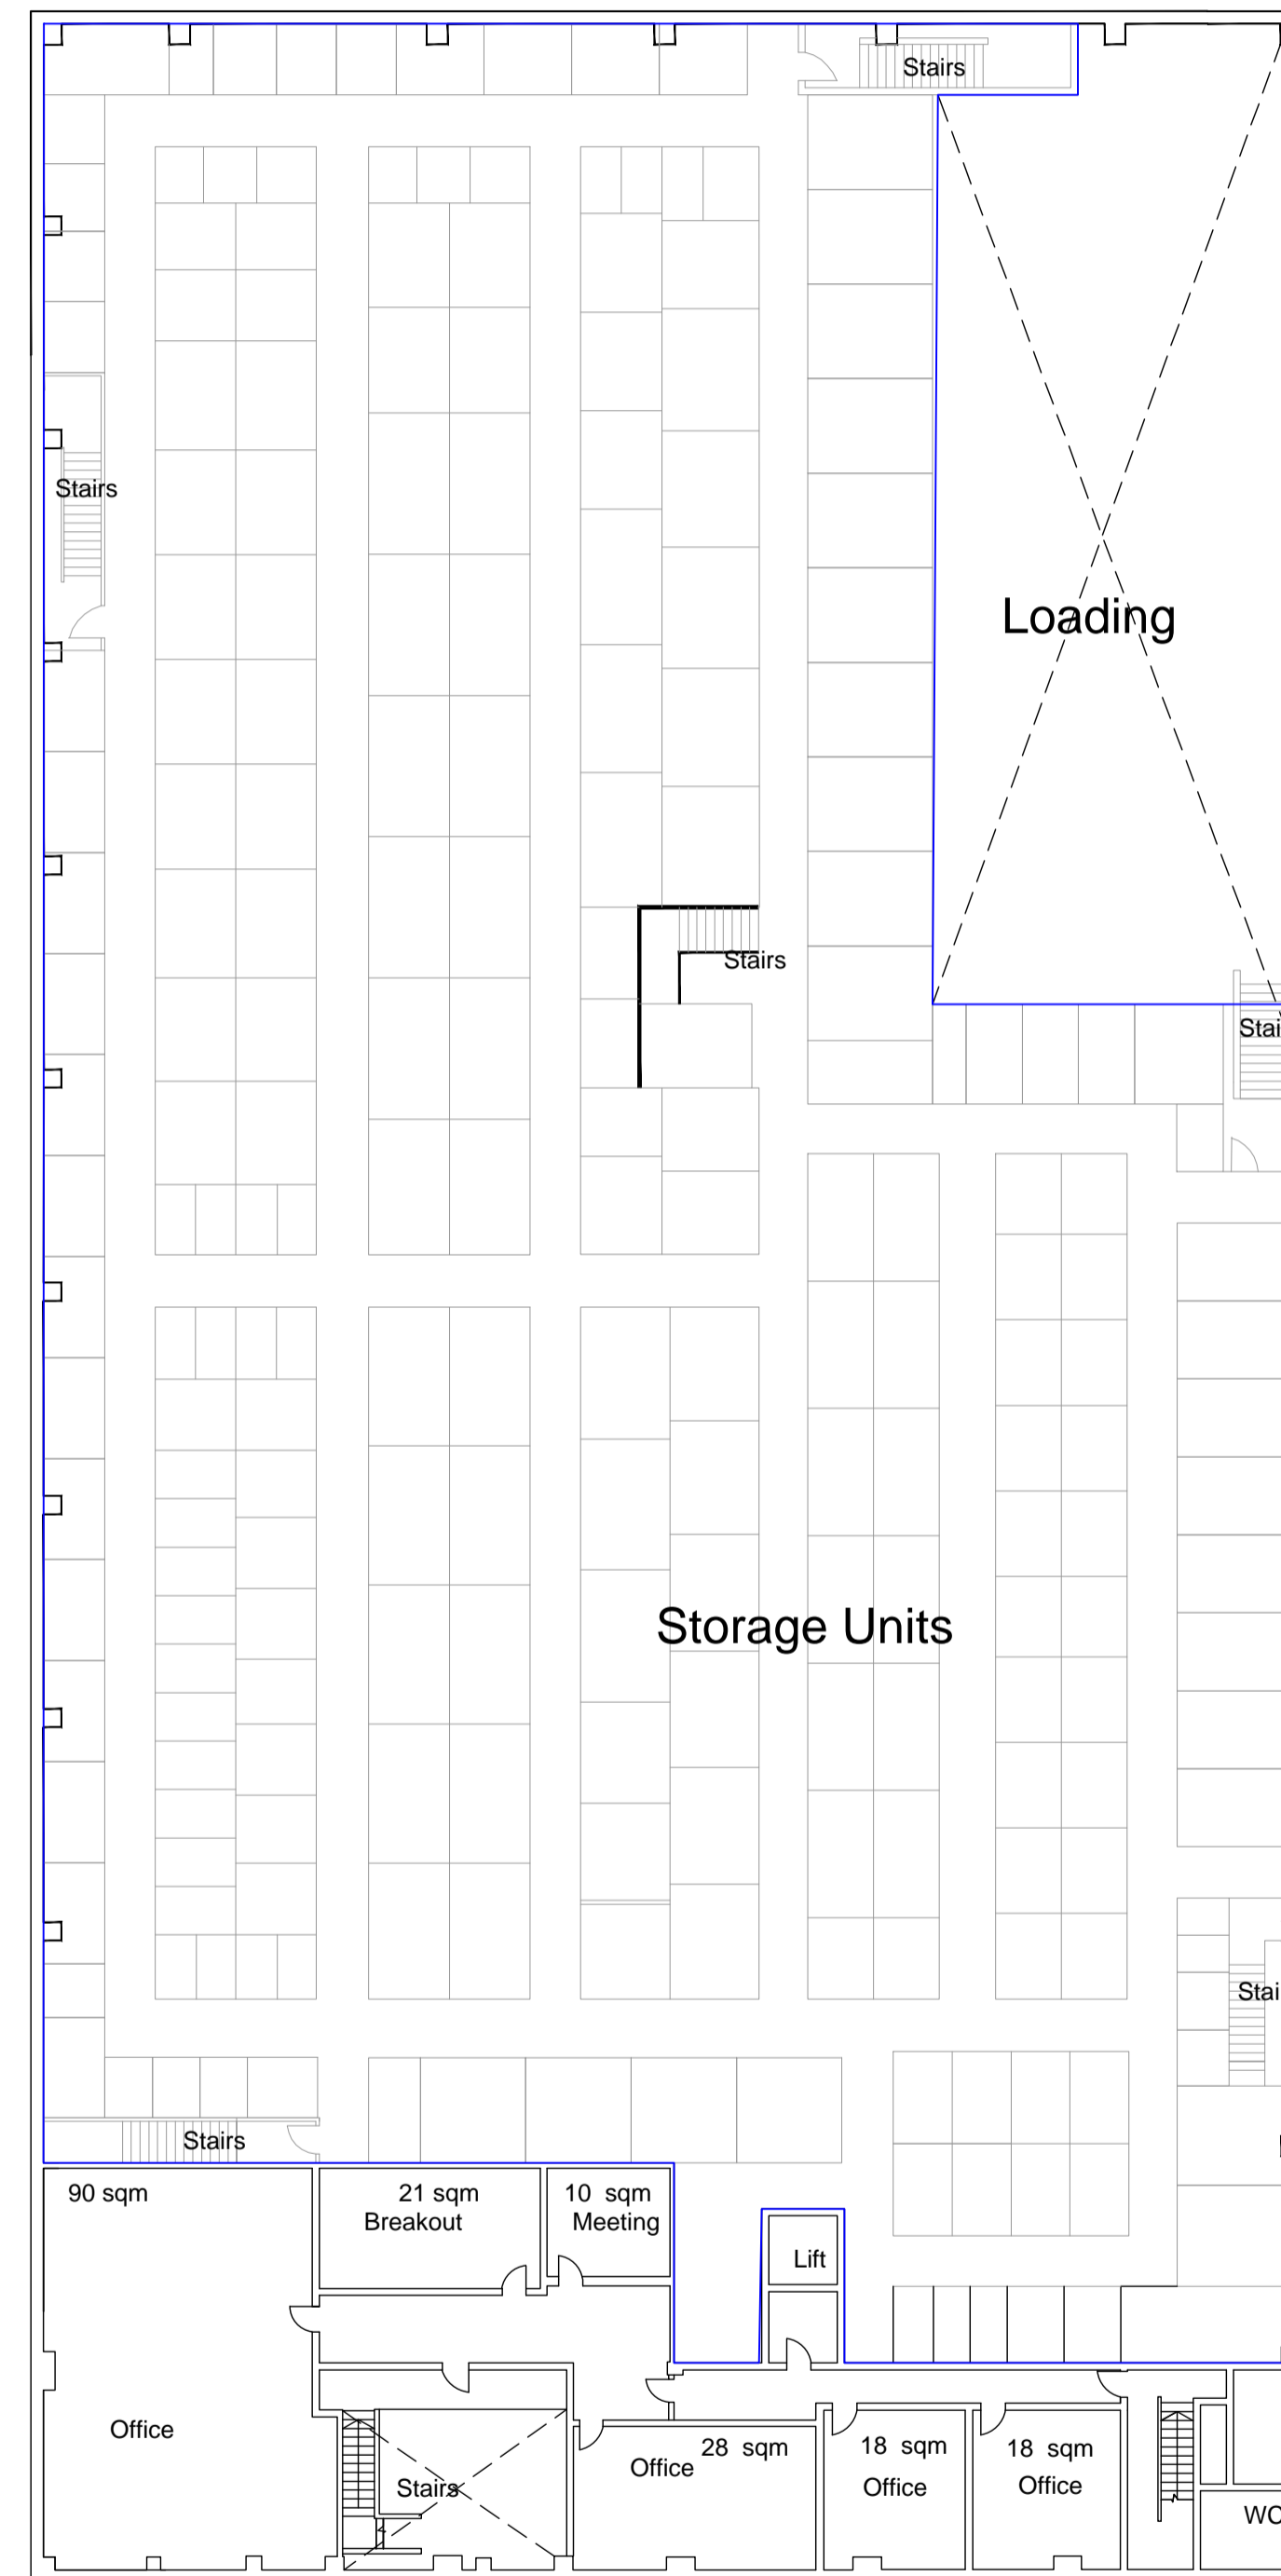 Stairs
Stairs
Loading
Stairs
Stai
Storage Units
Stai
Stairs
90 sqm
21 sqm
Breakout
10 sqm
Meeting
Lift
Office
28 sqm
Office
18 sqm
Office
18 sqm
Office
Stairs
WC